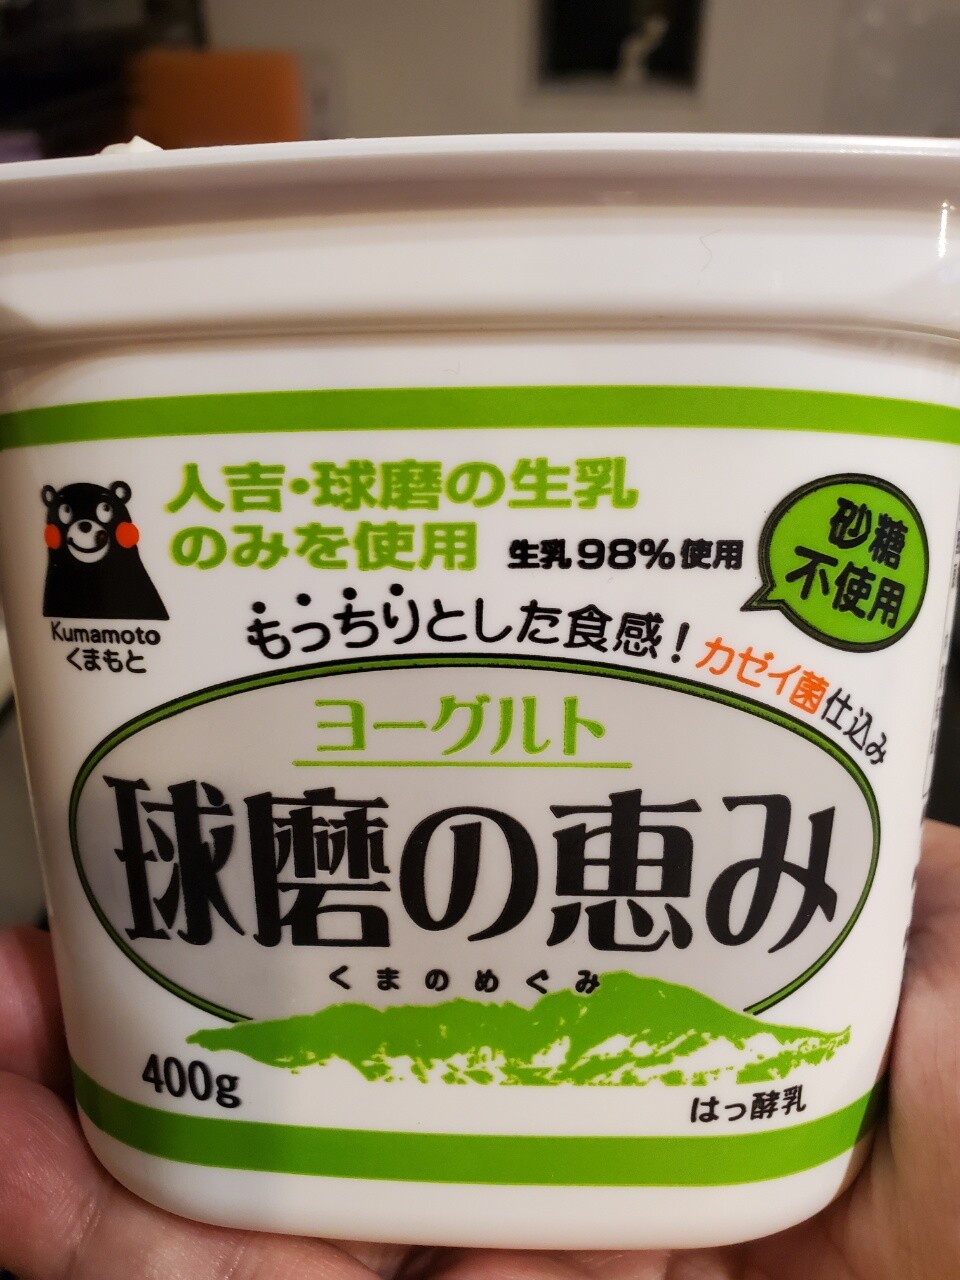 人吉・球磨の生乳
のみを使用
生乳98%使用
砂糖
不使用
Kumamoto
くまもと
もっちりとした食感!
カゼイ菌仕込み
ヨーグルト
球磨の恵み
くまのめぐみ
400g
はっ酵乳